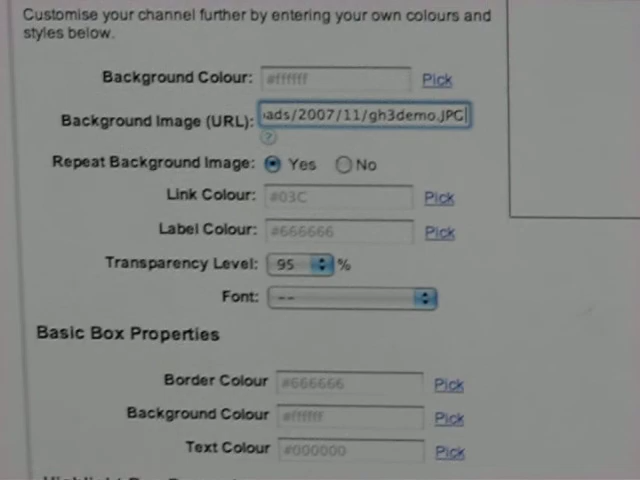 Customise your channel further by entering your own colours and
styles below.
Background Colour: #ffffff Pick
Background Image (URL): ads/2007/11/gh3demo.JPG
?
Repeat Background Image: Yes No
Link Colour: #03C Pick
Label Colour: #666666 Pick
Transparency Level: 95 %
Font: --
Basic Box Properties
Border Colour #666666 Pick
Background Colour #ffffff Pick
Text Colour #000000 Pick